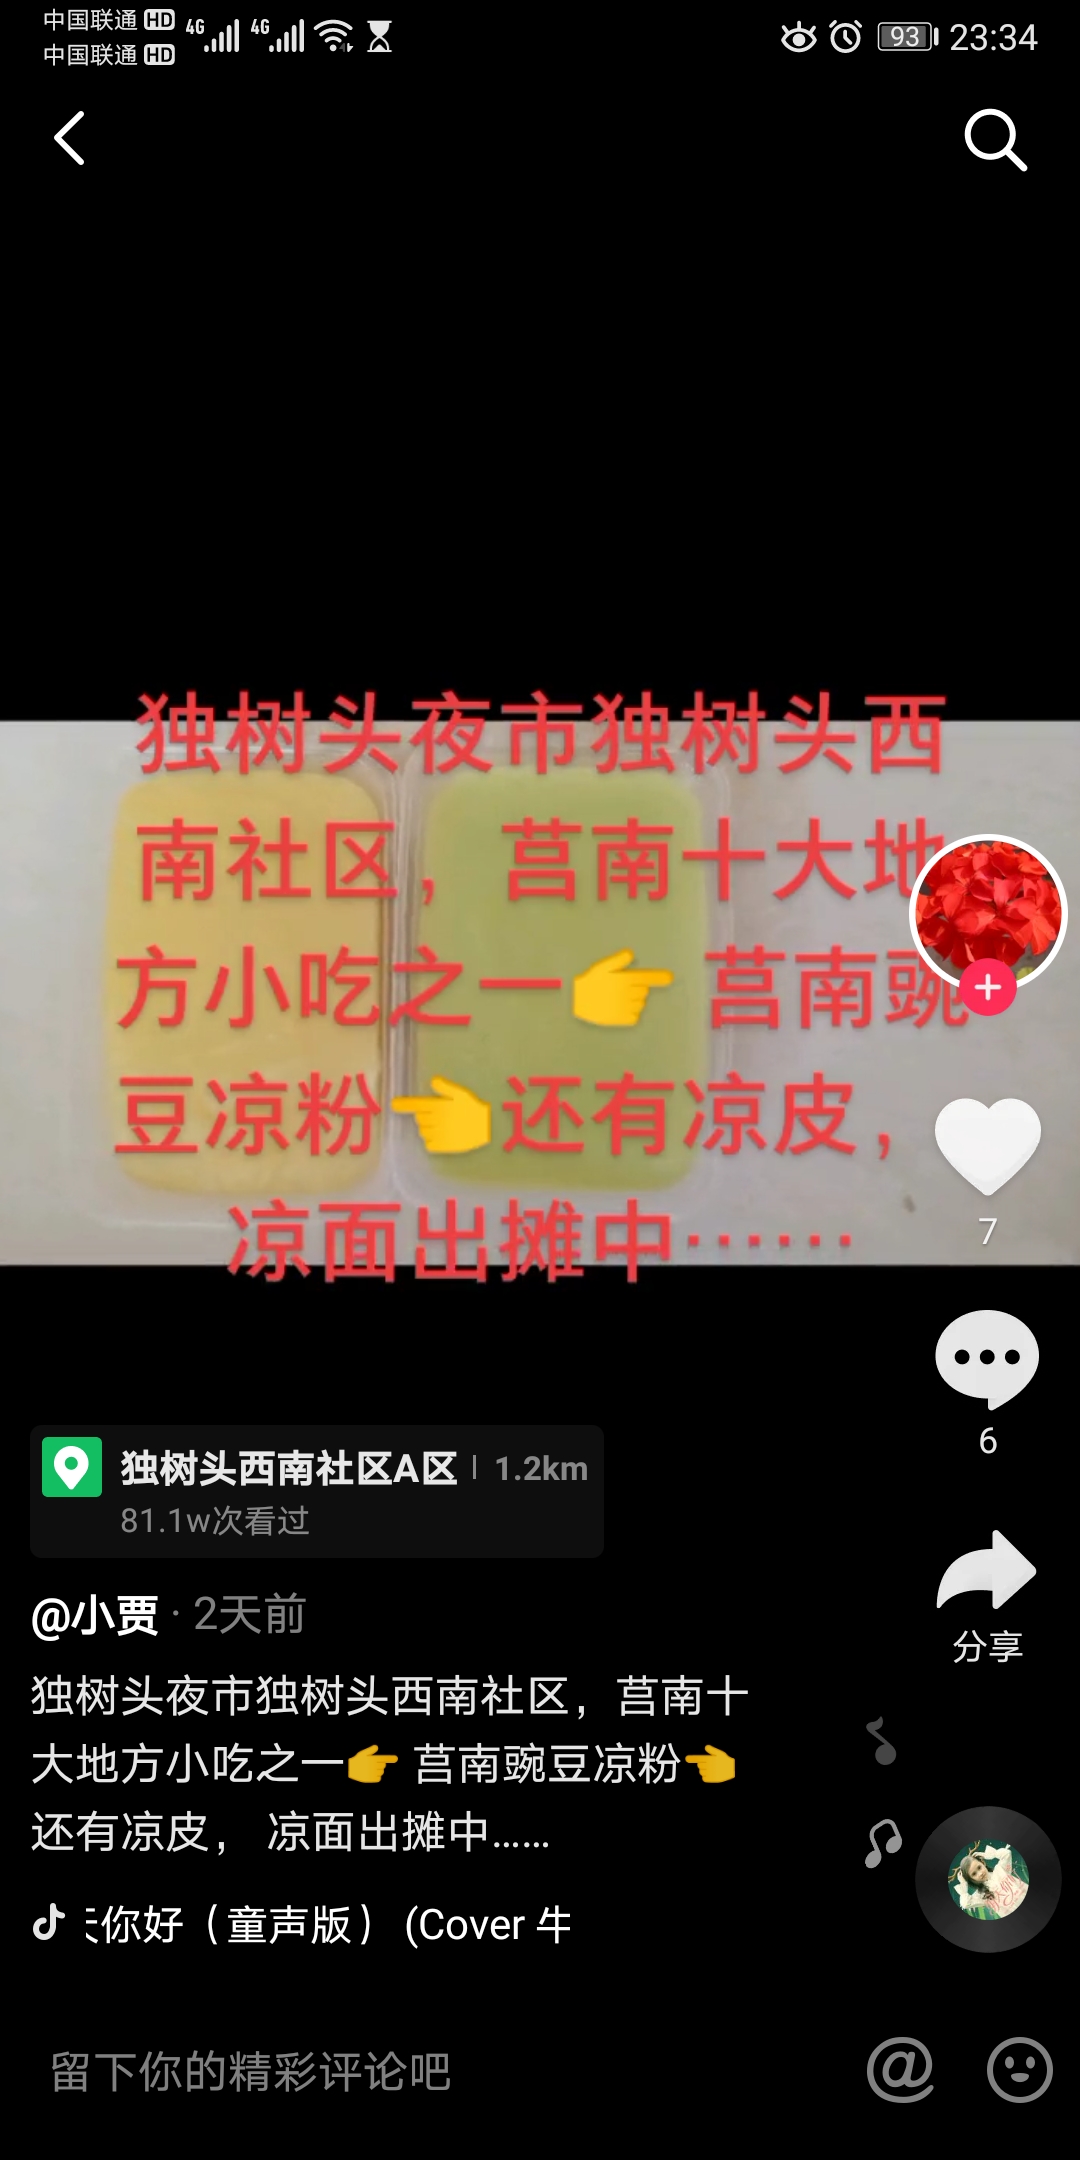 中国联通 HD 4G 4G 93 23:34
中国联通 HD
独树头夜市独树头西
南社区，莒南十大地
方小吃之一👉莒南豌
豆凉粉👈还有凉皮，
凉面出摊中……
7
6
分享
独树头西南社区A区 | 1.2km
81.1w次看过
@小贾 · 2天前
独树头夜市独树头西南社区，莒南十
大地方小吃之一👉 莒南豌豆凉粉👈
还有凉皮， 凉面出摊中……
你好（童声版） (Cover 牛
留下你的精彩评论吧